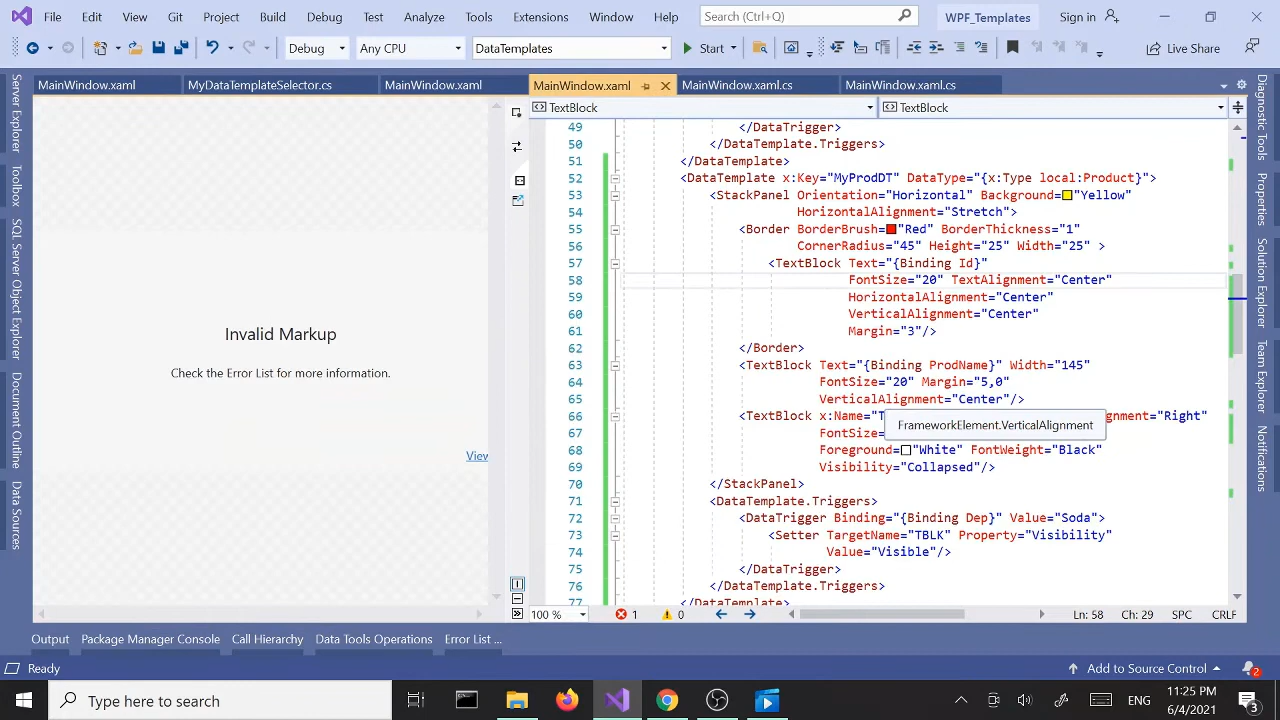 File Edit View Git Project Build Debug Design Format Test Analyze Tools Extensions Window Help Search (Ctrl+Q) WPF_Templates Sign in
Debug Any CPU DataTemplates Start Live Share
MainWindow.xaml MyDataTemplateSelector.cs MainWindow.xaml MainWindow.xaml MainWindow.xaml.cs MainWindow.xaml.cs
TextBlock TextBlock
Server Explorer
Toolbox
SQL Server Object Explorer
Document Outline
Data Sources
Invalid Markup
Check the Error List for more information.
View
49 </DataTrigger>
50 </DataTemplate.Triggers>
51 </DataTemplate>
52 <DataTemplate x:Key="MyProdDT" DataType="{x:Type local:Product}">
53 <StackPanel Orientation="Horizontal" Background="Yellow"
54 HorizontalAlignment="Stretch">
55 <Border BorderBrush="Red" BorderThickness="1"
56 CornerRadius="45" Height="25" Width="25" >
57 <TextBlock Text="{Binding Id}"
58 FontSize="20" TextAlignment="Center"
59 HorizontalAlignment="Center"
60 VerticalAlignment="Center"
61 Margin="3"/>
62 </Border>
63 <TextBlock Text="{Binding ProdName}" Width="145"
64 FontSize="20" Margin="5,0"
65 VerticalAlignment="Center"/>
66 <TextBlock x:Name="T gnment="Right"
FrameworkElement.VerticalAlignment
67 FontSize=
68 Foreground="White" FontWeight="Black"
69 Visibility="Collapsed"/>
70 </StackPanel>
71 <DataTemplate.Triggers>
72 <DataTrigger Binding="{Binding Dep}" Value="Soda">
73 <Setter TargetName="TBLK" Property="Visibility"
74 Value="Visible"/>
75 </DataTrigger>
76 </DataTemplate.Triggers>
77 </DataTemplate>
Diagnostic Tools
Properties
Solution Explorer
Team Explorer
Notifications
100 % 1 0 Ln: 58 Ch: 29 SPC CRLF
Output Package Manager Console Call Hierarchy Data Tools Operations Error List ...
Ready Add to Source Control 2
Type here to search ENG 1:25 PM
6/4/2021 3